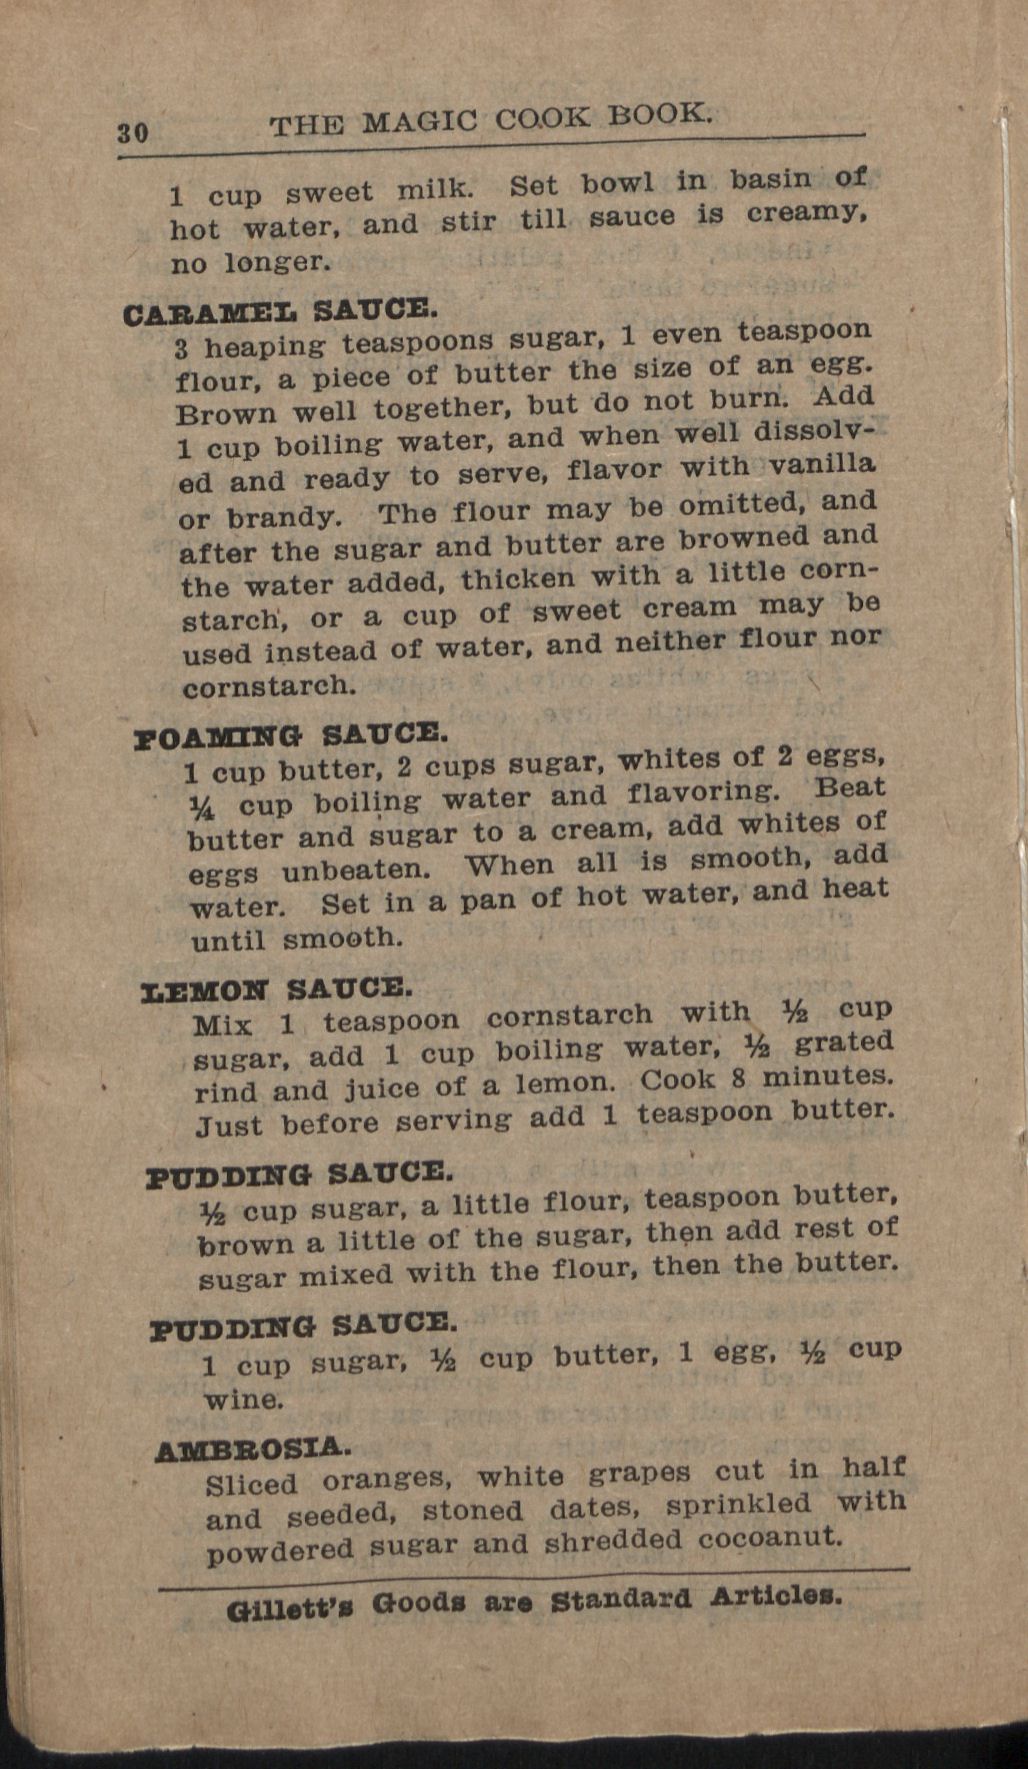 30 THE MAGIC COOK BOOK.
1 cup sweet milk. Set bowl in basin of
hot water, and stir till sauce is creamy,
no longer.
CARAMEL SAUCE.
3 heaping teaspoons sugar, 1 even teaspoon
flour, a piece of butter the size of an egg.
Brown well together, but do not burn. Add
1 cup boiling water, and when well dissolv-
ed and ready to serve, flavor with vanilla
or brandy. The flour may be omitted, and
after the sugar and butter are browned and
the water added, thicken with a little corn-
starch, or a cup of sweet cream may be
used instead of water, and neither flour nor
cornstarch.
FOAMING SAUCE.
1 cup butter, 2 cups sugar, whites of 2 eggs,
¼ cup boiling water and flavoring. Beat
butter and sugar to a cream, add whites of
eggs unbeaten. When all is smooth, add
water. Set in a pan of hot water, and heat
until smooth.
LEMON SAUCE.
Mix 1 teaspoon cornstarch with ½ cup
sugar, add 1 cup boiling water, ½ grated
rind and juice of a lemon. Cook 8 minutes.
Just before serving add 1 teaspoon butter.
PUDDING SAUCE.
½ cup sugar, a little flour, teaspoon butter,
brown a little of the sugar, then add rest of
sugar mixed with the flour, then the butter.
PUDDING SAUCE.
1 cup sugar, ½ cup butter, 1 egg, ½ cup
wine.
AMBROSIA.
Sliced oranges, white grapes cut in half
and seeded, stoned dates, sprinkled with
powdered sugar and shredded cocoanut.
Gillett's Goods are Standard Articles.